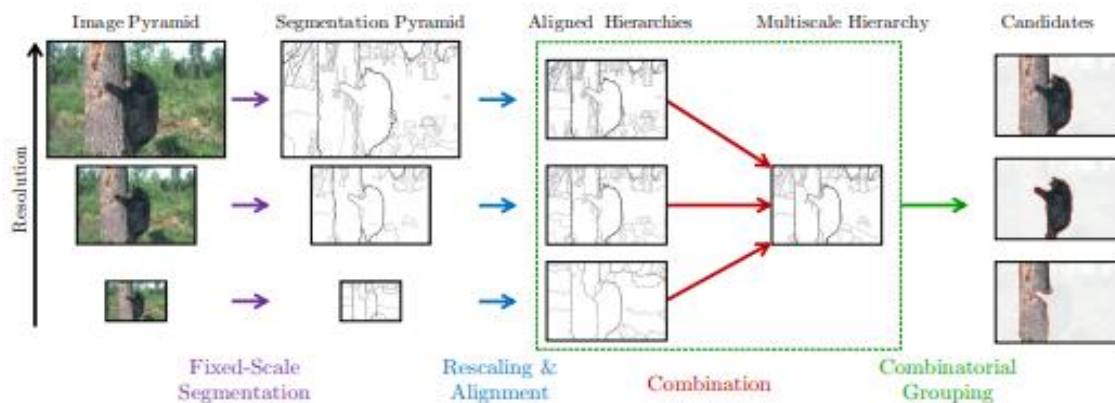 Image Pyramid
Segmentation Pyramid
Aligned Hierarchies
Multiscale Hierarchy
Candidates
Resolution
Fixed-Scale
Segmentation
Rescaling &
Alignment
Combination
Combinatorial
Grouping